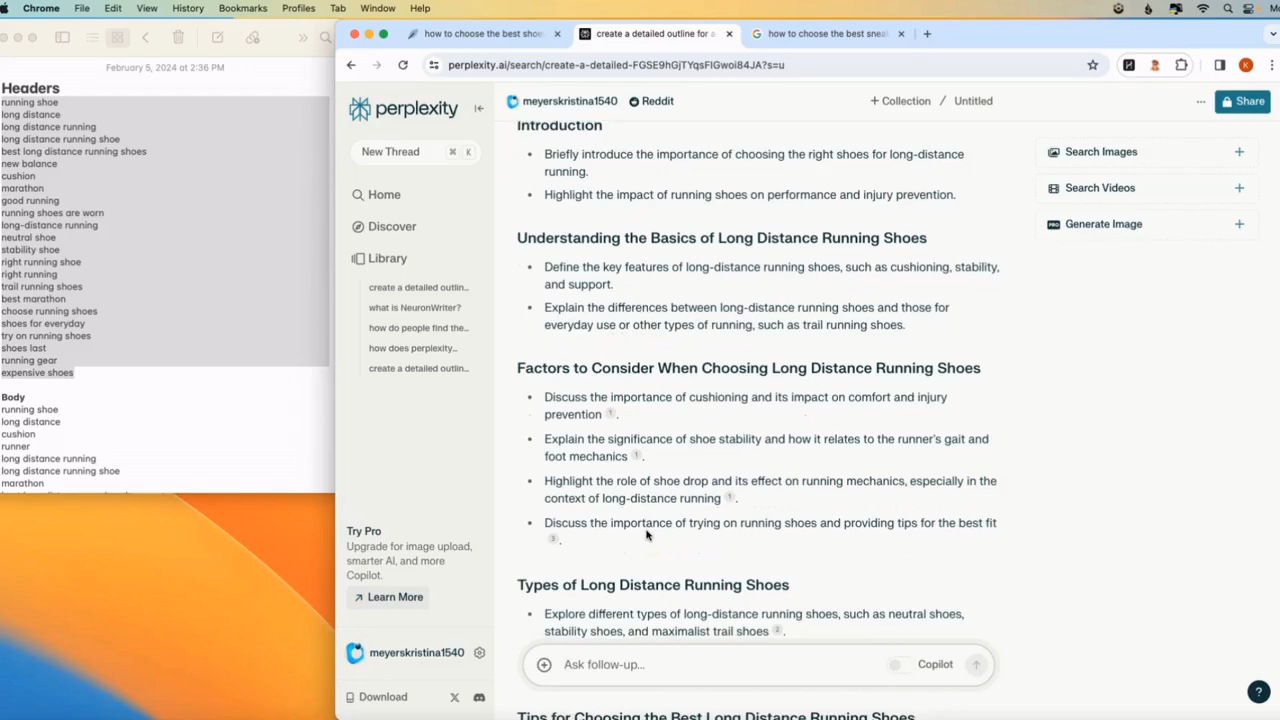 Chrome File Edit View History Bookmarks Profiles Tab Window Help
February 5, 2024 at 2:36 PM
Headers
running shoe
long distance
long distance running
long distance running shoe
best long distance running shoes
new balance
cushion
marathon
good running
running shoes are worn
long-distance running
neutral shoe
stability shoe
right running shoe
right running
trail running shoes
best marathon
choose running shoes
shoes for everyday
try on running shoes
shoes last
running gear
expensive shoes
Body
running shoe
long distance
cushion
runner
long distance running
long distance running shoe
marathon
how to choose the best shoe
create a detailed outline for a
how to choose the best snea
perplexity.ai/search/create-a-detailed-FGSE9hGjTYqsFIGwoi84JA?s=u
K
perplexity
New Thread ⌘ K
Home
Discover
Library
create a detailed outlin...
what is NeuronWriter?
how do people find the...
how does perplexity...
create a detailed outlin...
Try Pro
Upgrade for image upload,
smarter AI, and more
Copilot.
Learn More
meyerskristina1540
Download
meyerskristina1540 Reddit
+ Collection / Untitled
... Share
Introduction
• Briefly introduce the importance of choosing the right shoes for long-distance
running.
• Highlight the impact of running shoes on performance and injury prevention.
Understanding the Basics of Long Distance Running Shoes
• Define the key features of long-distance running shoes, such as cushioning, stability,
and support.
• Explain the differences between long-distance running shoes and those for
everyday use or other types of running, such as trail running shoes.
Factors to Consider When Choosing Long Distance Running Shoes
• Discuss the importance of cushioning and its impact on comfort and injury
prevention 1 .
• Explain the significance of shoe stability and how it relates to the runner's gait and
foot mechanics 1 .
• Highlight the role of shoe drop and its effect on running mechanics, especially in the
context of long-distance running 1 .
• Discuss the importance of trying on running shoes and providing tips for the best fit
3 .
Types of Long Distance Running Shoes
• Explore different types of long-distance running shoes, such as neutral shoes,
stability shoes, and maximalist trail shoes 2 .
Ask follow-up... Copilot
Tips for Choosing the Best Long Distance Running Shoes
Search Images +
Search Videos +
PRO Generate Image +
?